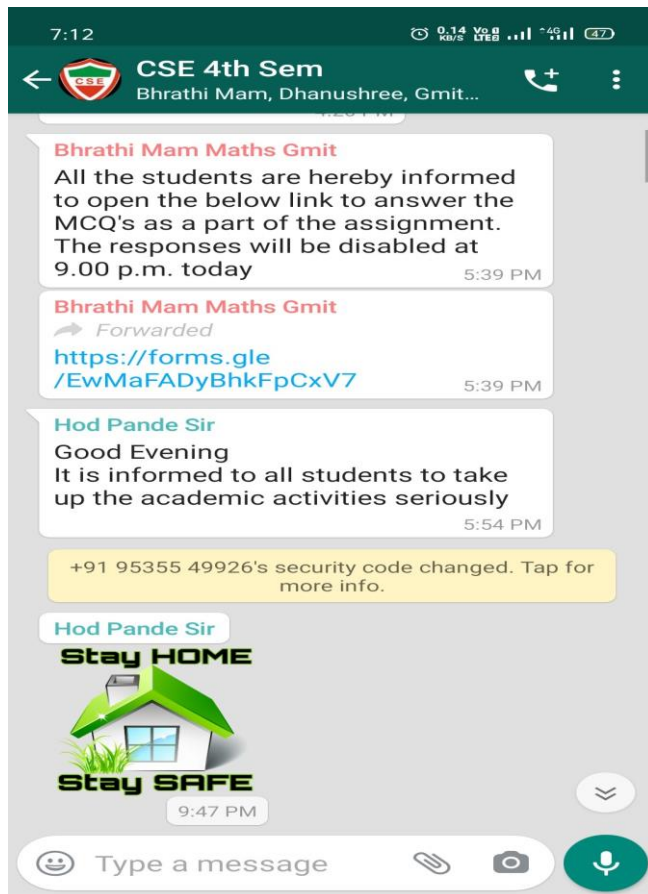 7:12
0.14 KB/S Vo LTE 4G 47
CSE
CSE 4th Sem
Bhrathi Mam, Dhanushree, Gmit...
Bhrathi Mam Maths Gmit
All the students are hereby informed
to open the below link to answer the
MCQ's as a part of the assignment.
The responses will be disabled at
9.00 p.m. today
5:39 PM
Bhrathi Mam Maths Gmit
Forwarded
https://forms.gle
/EwMaFADyBhkFpCxV7
5:39 PM
Hod Pande Sir
Good Evening
It is informed to all students to take
up the academic activities seriously
5:54 PM
+91 95355 49926's security code changed. Tap for
more info.
Hod Pande Sir
Stay HOME
Stay SAFE
9:47 PM
Type a message